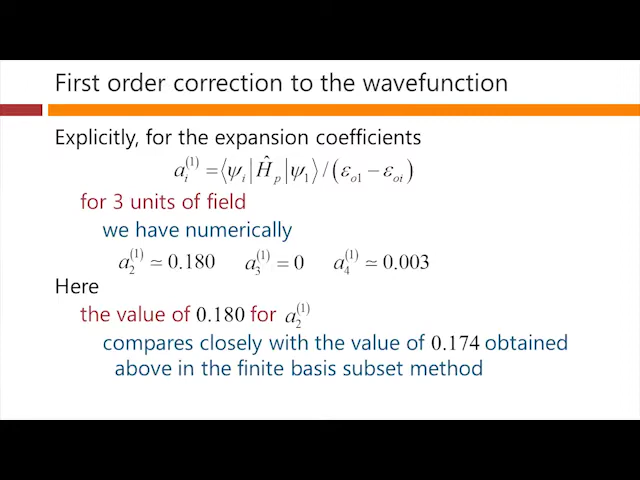 First order correction to the wavefunction
Explicitly, for the expansion coefficients
a_i^{(1)} = ⟨ψ_i|Ĥ_p|ψ_1⟩ / (ε_{o1} − ε_{oi})
for 3 units of field
we have numerically
a_2^{(1)} ≃ 0.180 a_3^{(1)} = 0 a_4^{(1)} ≃ 0.003
Here
the value of 0.180 for a_2^{(1)}
compares closely with the value of 0.174 obtained
above in the finite basis subset method